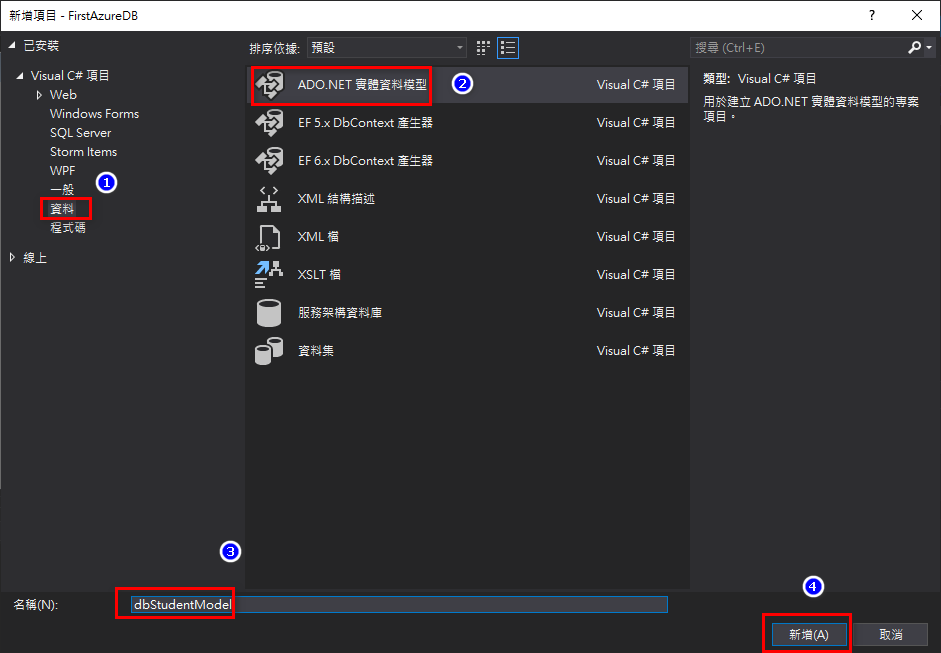 新增項目 - FirstAzureDB
?
已安裝
排序依據: 預設
搜尋 (Ctrl+E)
Visual C# 項目
Web
Windows Forms
SQL Server
Storm Items
WPF
一般
1
資料
程式碼
線上
ADO.NET 實體資料模型
2
Visual C# 項目
EF 5.x DbContext 產生器
Visual C# 項目
EF 6.x DbContext 產生器
Visual C# 項目
XML 結構描述
Visual C# 項目
XML 檔
Visual C# 項目
XSLT 檔
Visual C# 項目
服務架構資料庫
Visual C# 項目
資料集
Visual C# 項目
類型: Visual C# 項目
用於建立 ADO.NET 實體資料模型的專案
項目。
3
名稱(N):
dbStudentModel
4
新增(A)
取消